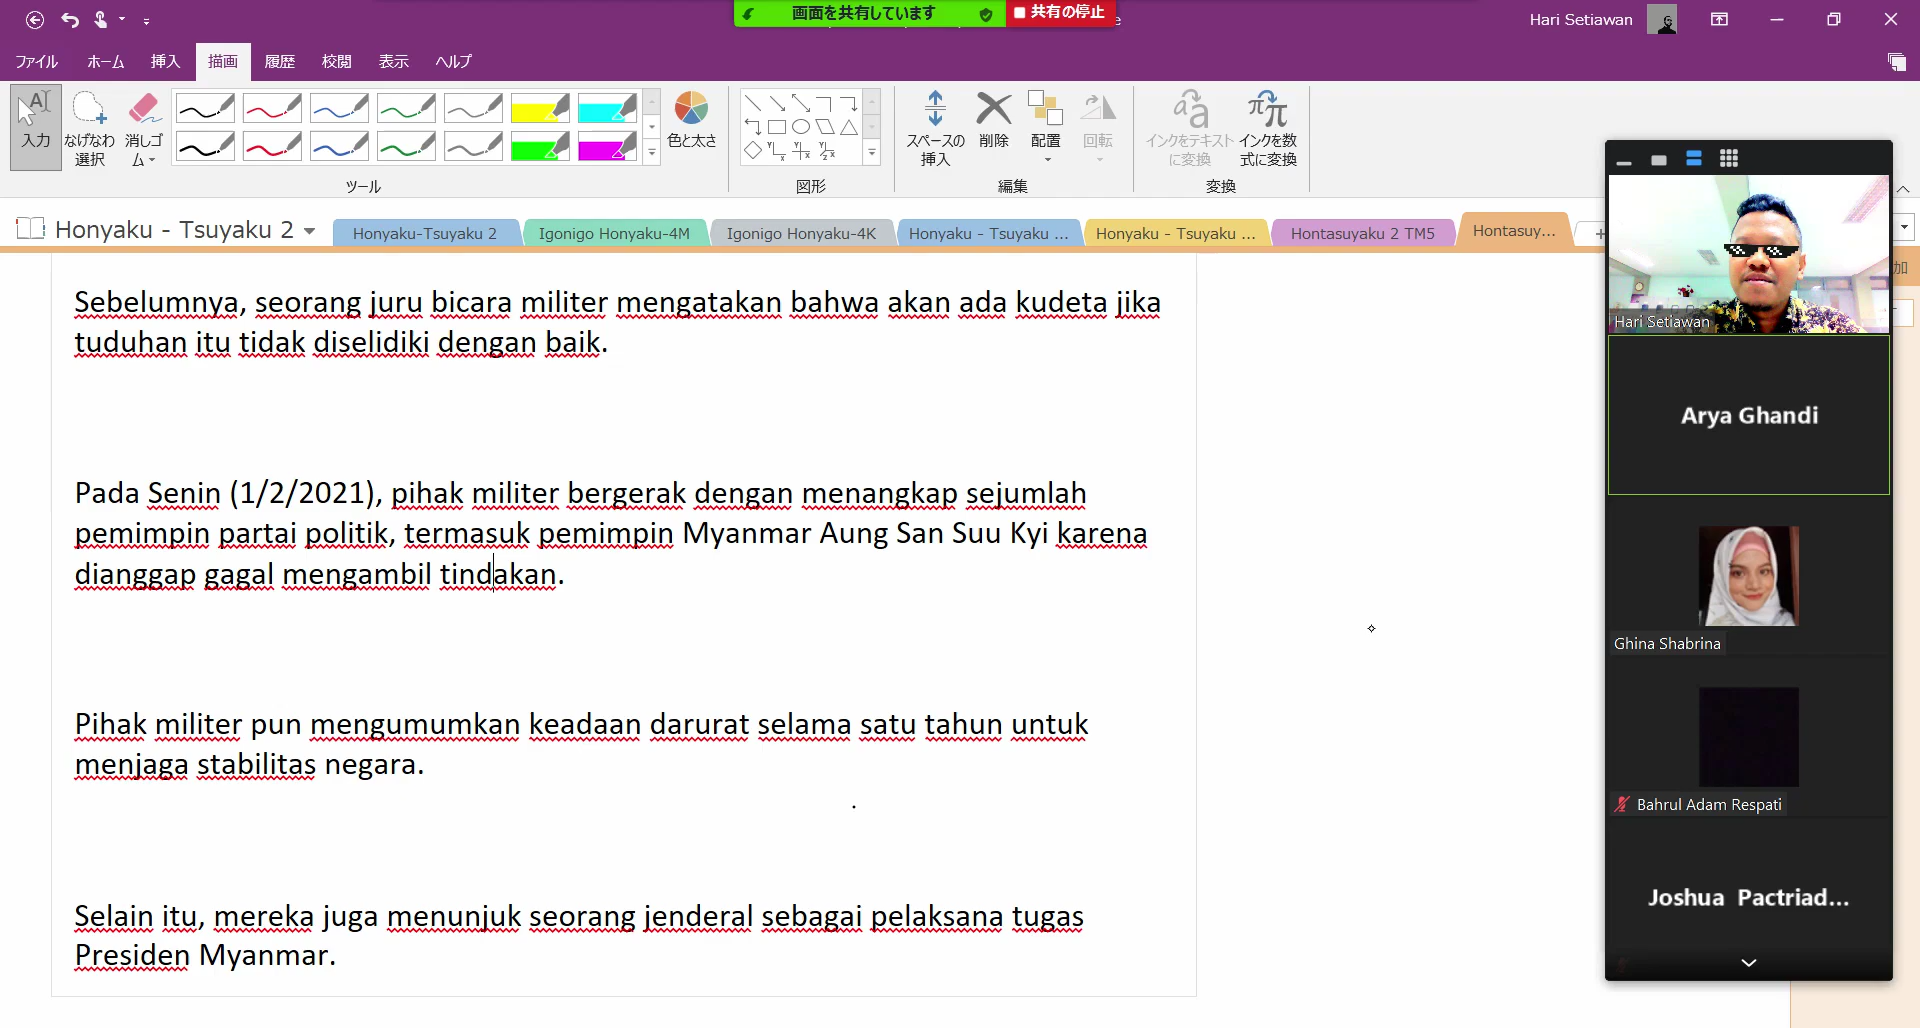 画面を共有しています
共有の停止
Hari Setiawan
ファイル ホーム 挿入 描画 履歴 校閲 表示 ヘルプ
入力
なげなわ選択
消しゴム
色と太さ
スペースの挿入
削除
配置
回転
インクをテキストに変換
インクを数式に変換
ツール
図形
編集
変換
Honyaku - Tsuyaku 2
Honyaku-Tsuyaku 2
Igonigo Honyaku-4M
Igonigo Honyaku-4K
Honyaku - Tsuyaku ...
Honyaku - Tsuyaku ...
Hontasuyaku 2 TM5
Hontasuy...
加
Sebelumnya, seorang juru bicara militer mengatakan bahwa akan ada kudeta jika
tuduhan itu tidak diselidiki dengan baik.
Pada Senin (1/2/2021), pihak militer bergerak dengan menangkap sejumlah
pemimpin partai politik, termasuk pemimpin Myanmar Aung San Suu Kyi karena
dianggap gagal mengambil tindakan.
Pihak militer pun mengumumkan keadaan darurat selama satu tahun untuk
menjaga stabilitas negara.
Selain itu, mereka juga menunjuk seorang jenderal sebagai pelaksana tugas
Presiden Myanmar.
Hari Setiawan
Arya Ghandi
Ghina Shabrina
Bahrul Adam Respati
Joshua Pactriad...